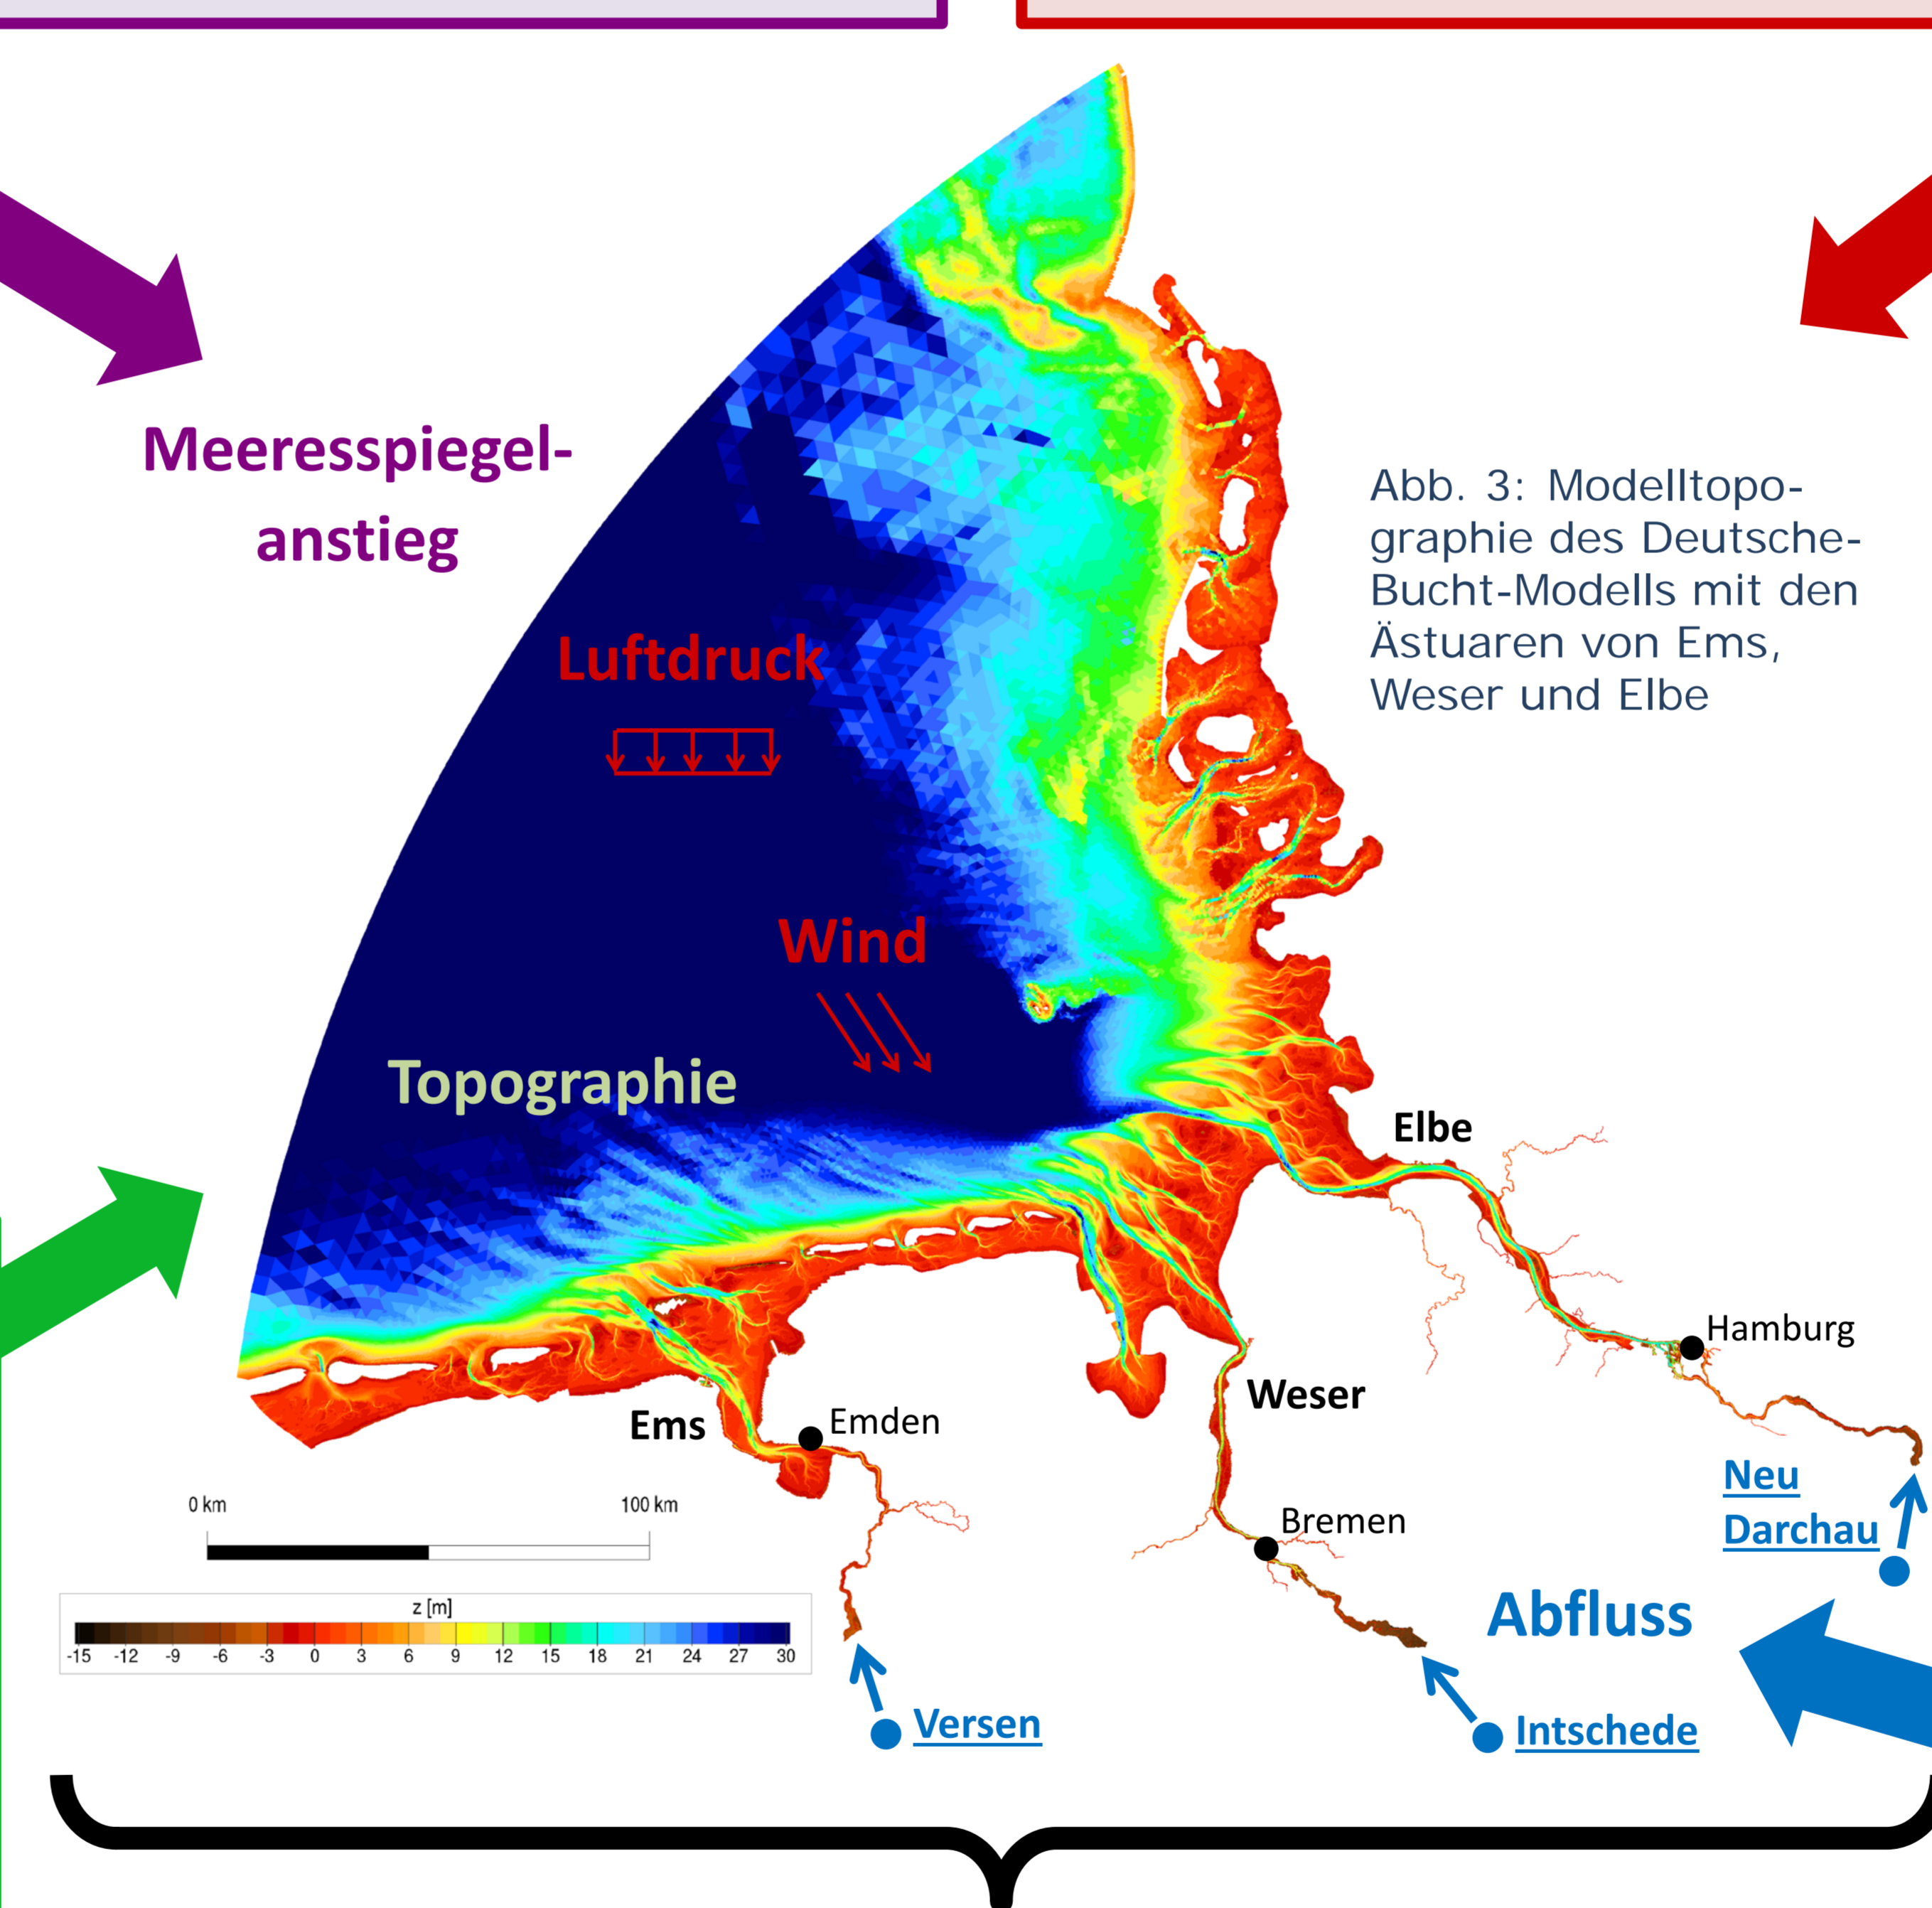 Meeresspiegel-
anstieg
Abb. 3: Modelltopo-
graphie des Deutsche-
Bucht-Modells mit den
Ästuaren von Ems,
Weser und Elbe
Luftdruck
Wind
Topographie
Elbe
Hamburg
Weser
Ems
Emden
Neu
Darchau
0 km 100 km
Bremen
Abfluss
z [m]
-15 -12 -9 -6 -3 0 3 6 9 12 15 18 21 24 27 30
Versen
Intschede